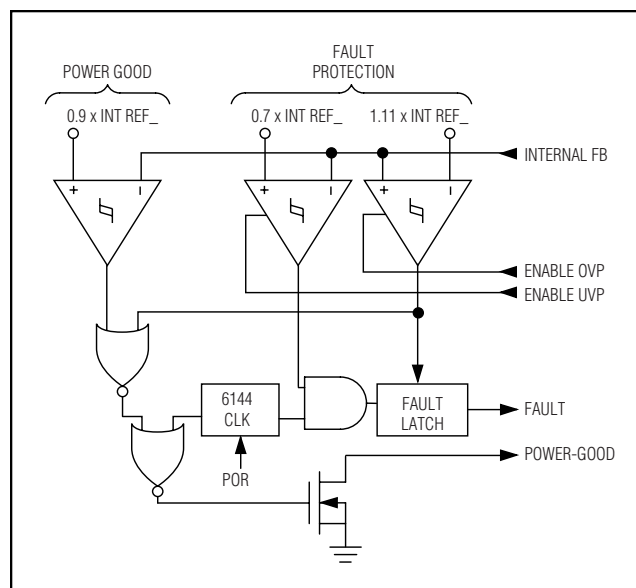 FAULT
PROTECTION
POWER GOOD
0.9 x INT REF_
0.7 x INT REF_
1.11 x INT REF_
INTERNAL FB
+
-
+
-
+
-
ENABLE OVP
ENABLE UVP
6144
CLK
FAULT
LATCH
FAULT
POWER-GOOD
POR